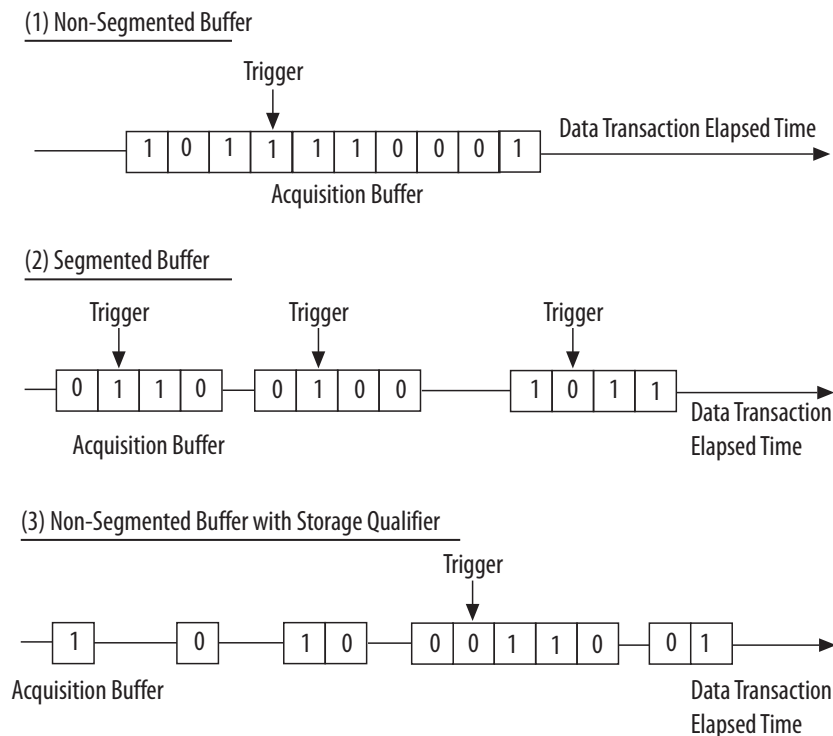 (1) Non-Segmented Buffer
Trigger
1 0 1 1 1 1 0 0 0 1
Data Transaction Elapsed Time
Acquisition Buffer
(2) Segmented Buffer
Trigger Trigger Trigger
0 1 1 0 0 1 0 0 1 0 1 1
Acquisition Buffer
Data Transaction
Elapsed Time
(3) Non-Segmented Buffer with Storage Qualifier
Trigger
1 0 1 0 0 0 1 1 0 0 1
Acquisition Buffer
Data Transaction
Elapsed Time